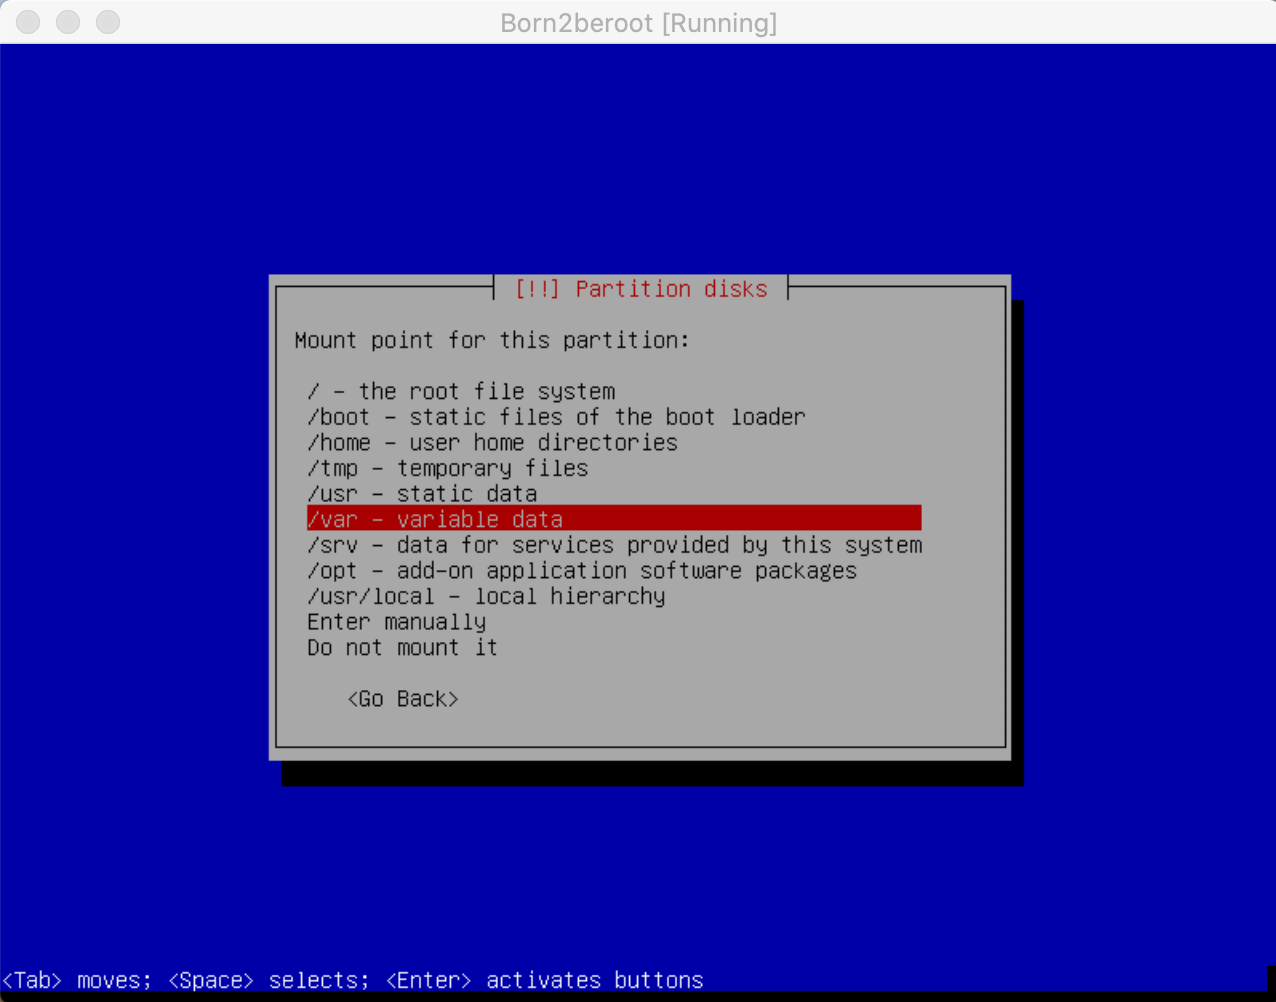 Born2beroot [Running]
[!!] Partition disks
Mount point for this partition:
/ - the root file system
/boot - static files of the boot loader
/home - user home directories
/tmp - temporary files
/usr - static data
/var - variable data
/srv - data for services provided by this system
/opt - add-on application software packages
/usr/local - local hierarchy
Enter manually
Do not mount it
<Go Back>
<Tab> moves; <Space> selects; <Enter> activates buttons